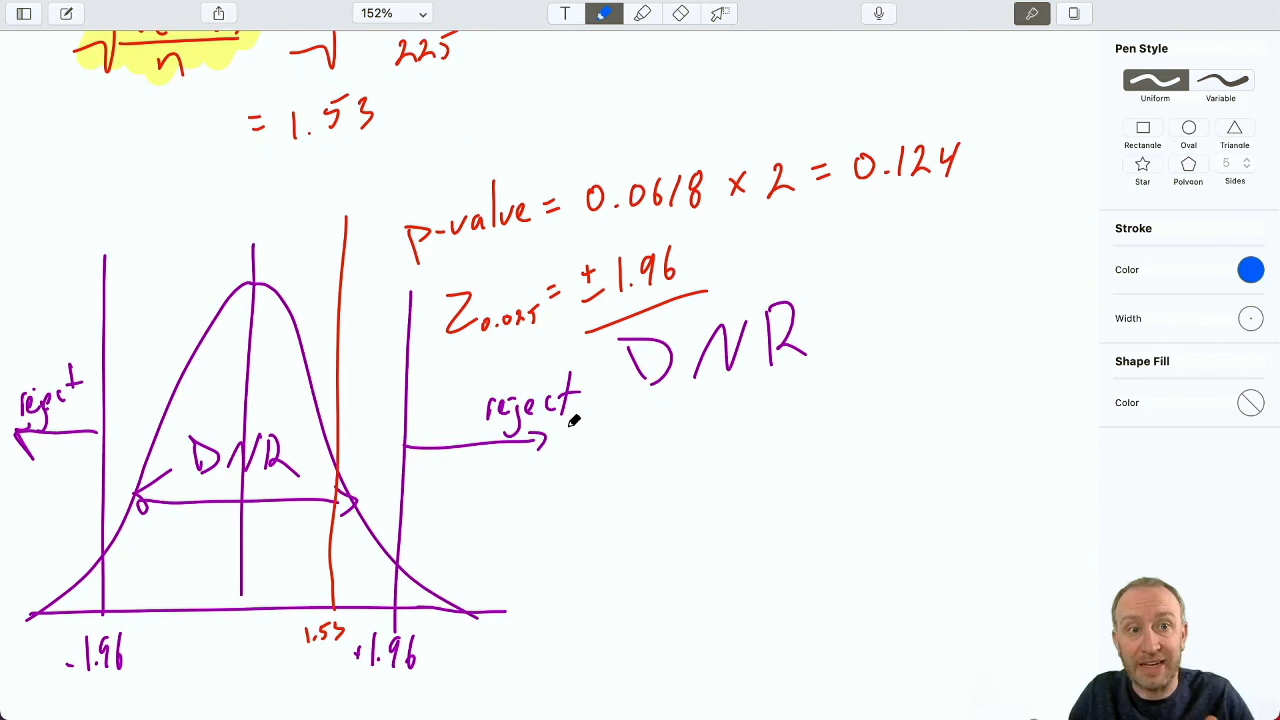 152%
T
n
225
= 1.53
p-value = 0.0618 × 2 = 0.124
Z0.025 = ± 1.96
DNR
reject
reject
DNR
-1.96
1.53
+1.96
Pen Style
Uniform
Variable
Rectangle
Oval
Triangle
Star
Polygon
5
Sides
Stroke
Color
Width
Shape Fill
Color